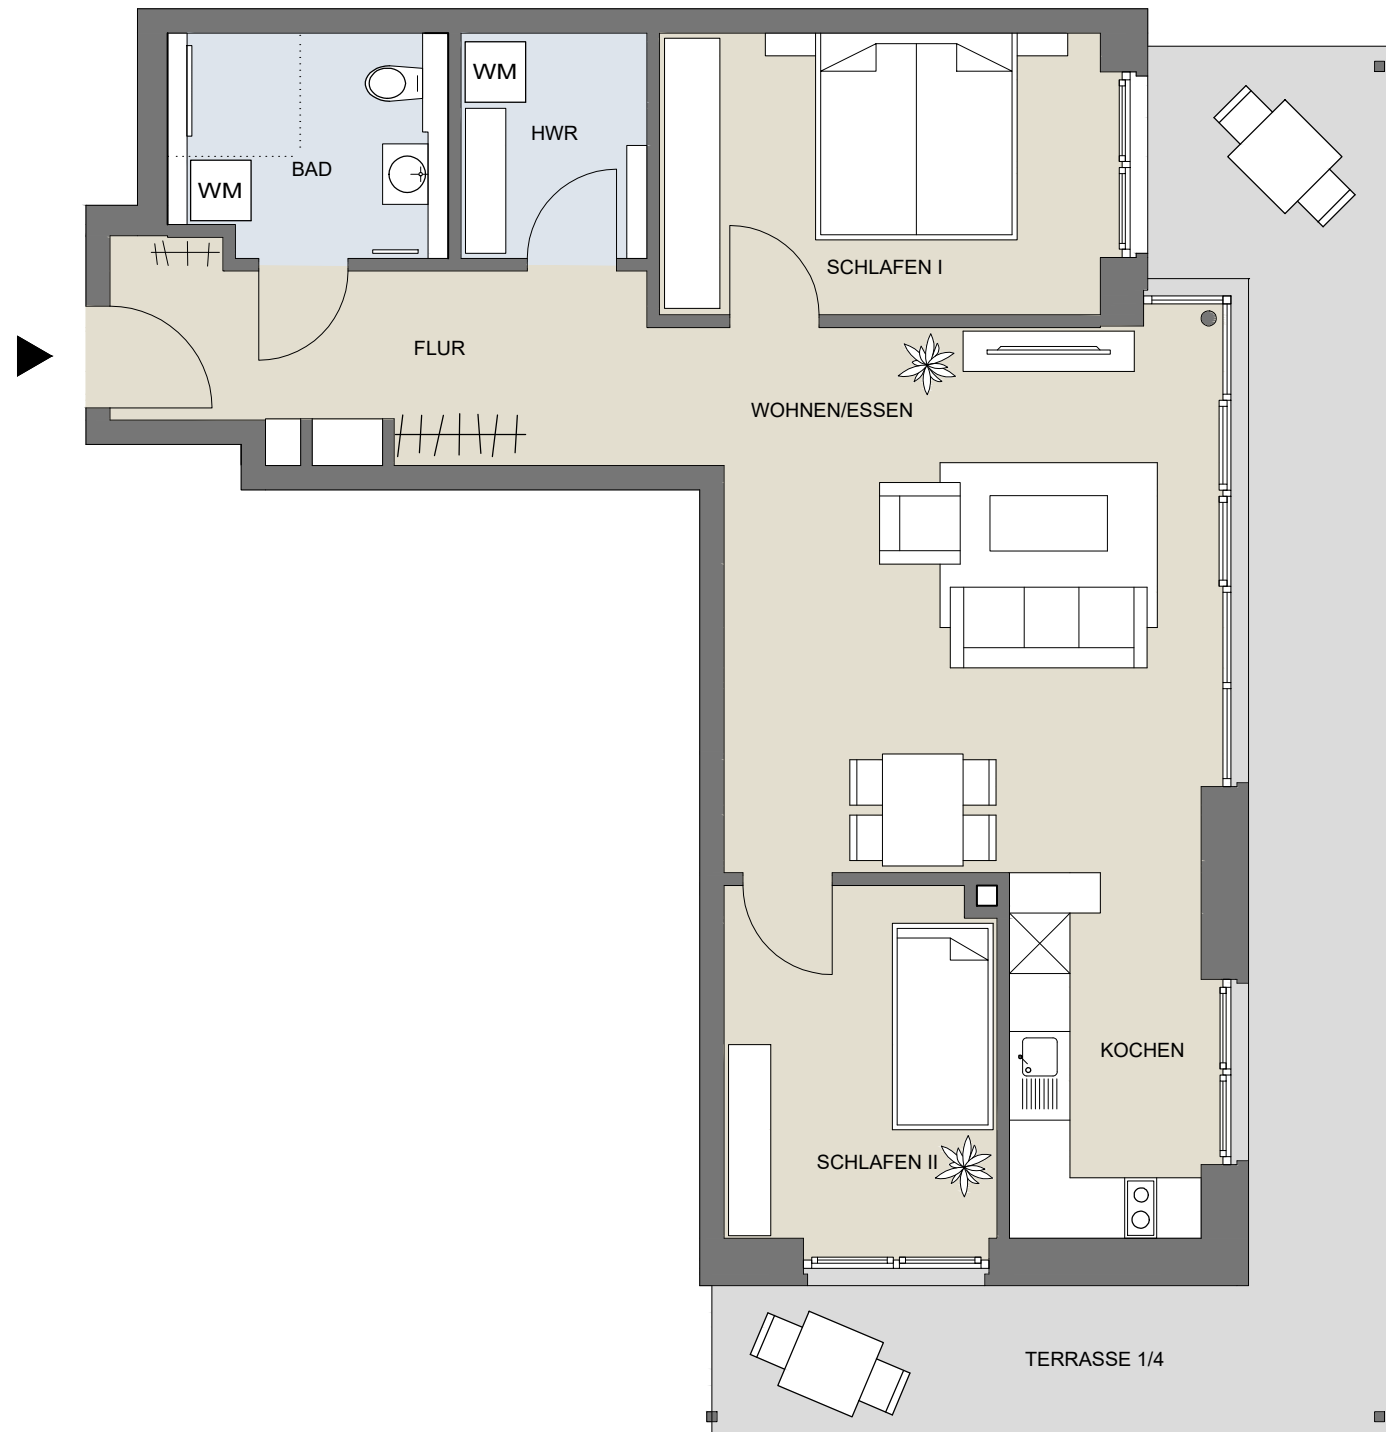 WM
HWR
BAD
WM
SCHLAFEN I
FLUR
WOHNEN/ESSEN
KOCHEN
SCHLAFEN II
TERRASSE 1/4